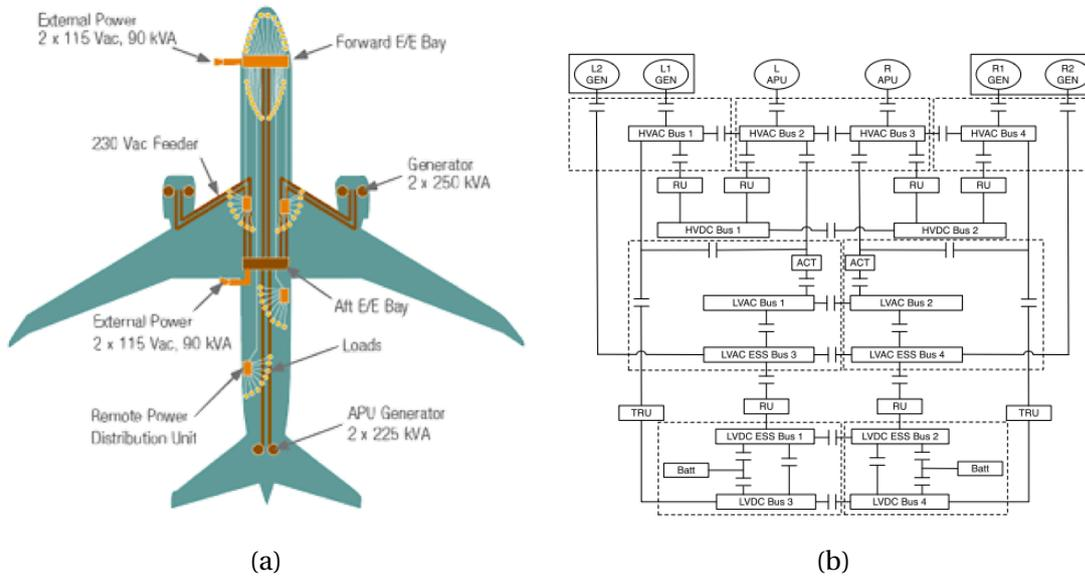 External Power
2 x 115 Vac, 90 kVA
Forward E/E Bay
230 Vac Feeder
Generator
2 x 250 kVA
Aft E/E Bay
External Power
2 x 115 Vac, 90 kVA
Loads
Remote Power
Distribution Unit
APU Generator
2 x 225 kVA
(a)
L2
GEN
L1
GEN
L
APU
R
APU
R1
GEN
R2
GEN
HVAC Bus 1
HVAC Bus 2
HVAC Bus 3
HVAC Bus 4
RU
RU
RU
RU
HVDC Bus 1
HVDC Bus 2
ACT
ACT
LVAC Bus 1
LVAC Bus 2
LVAC ESS Bus 3
LVAC ESS Bus 4
TRU
RU
RU
TRU
LVDC ESS Bus 1
LVDC ESS Bus 2
Batt
Batt
LVDC Bus 3
LVDC Bus 4
(b)